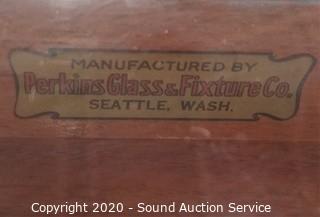 MANUFACTURED BY
Perkins Glass & Fixture Co.
SEATTLE, WASH.
Copyright 2020 - Sound Auction Service